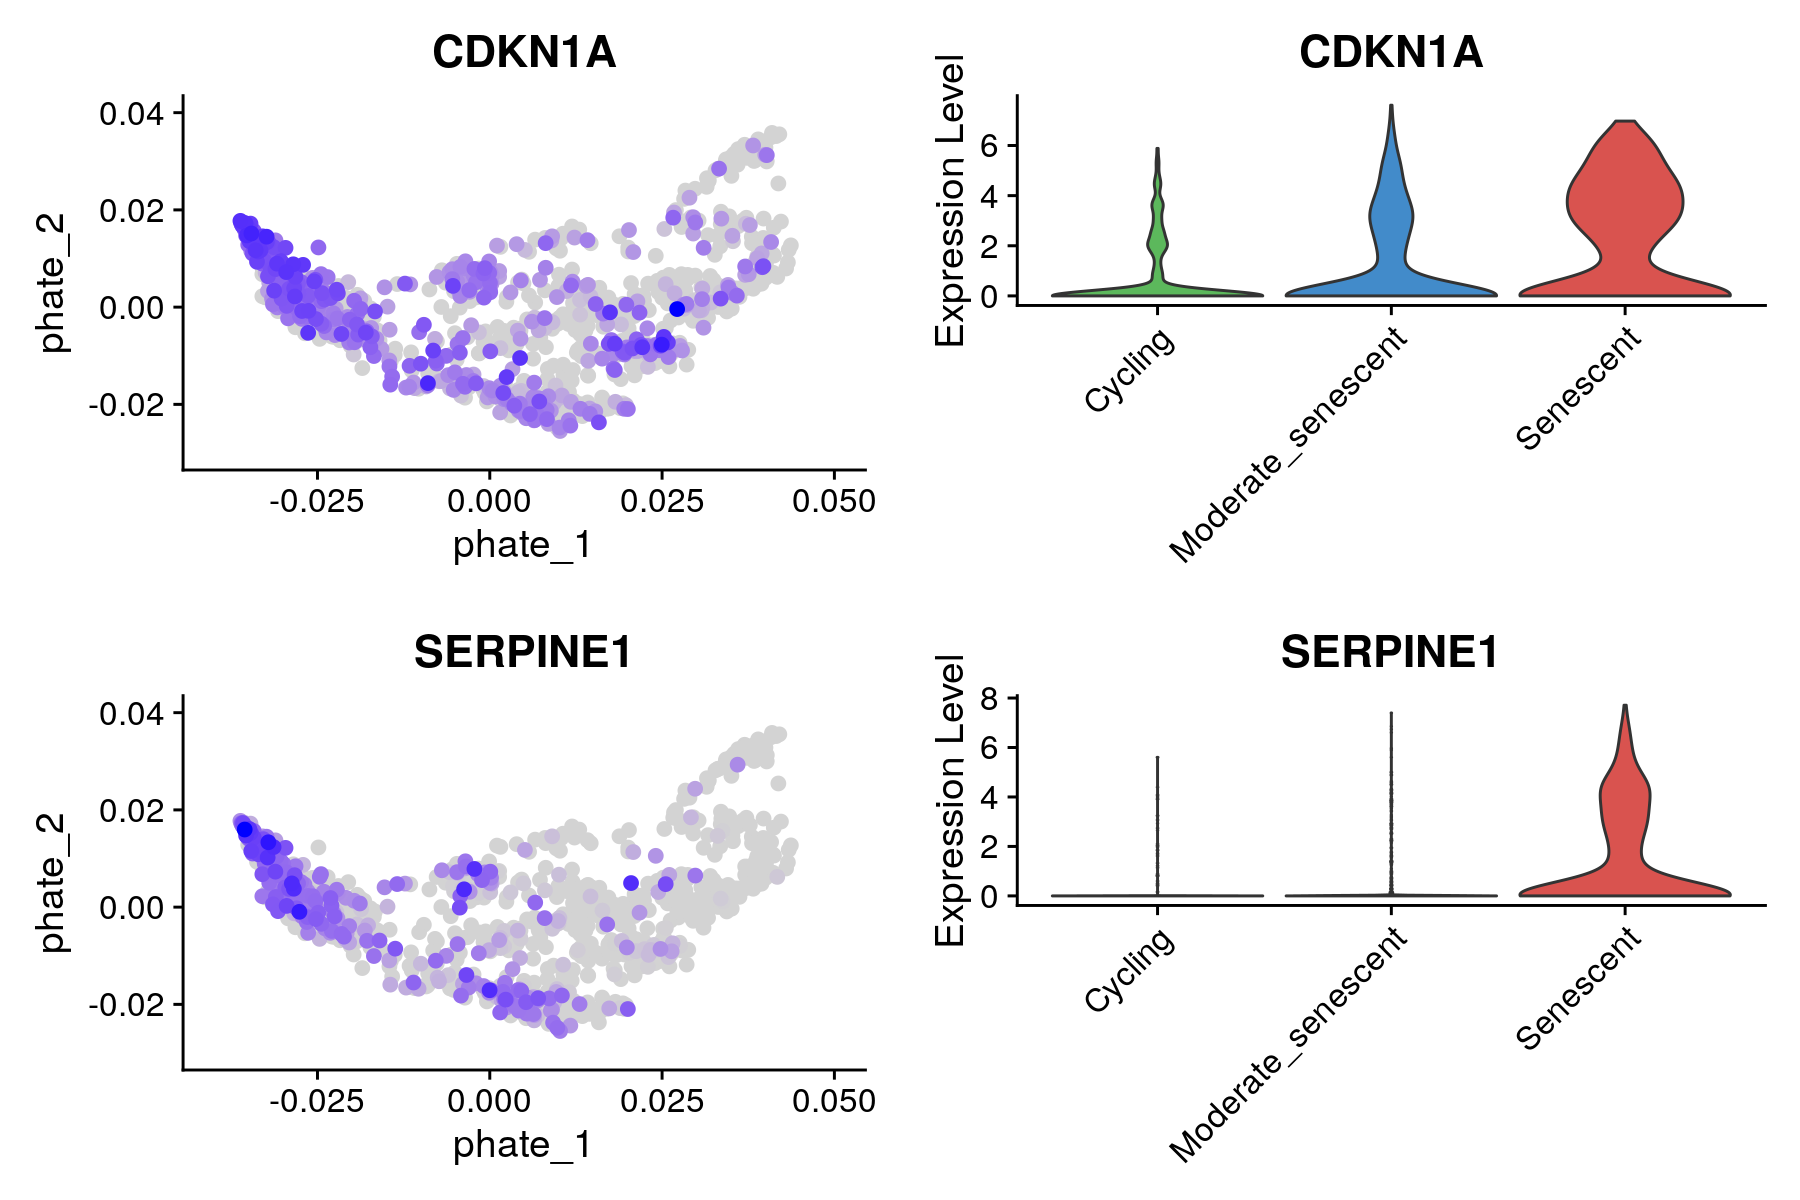 CDKN1A
phate_2
0.04
0.02
0.00
-0.02
-0.025
0.000
0.025
0.050
phate_1
CDKN1A
Expression Level
6
4
2
0
Cycling
Moderate_senescent
Senescent
SERPINE1
phate_2
0.04
0.02
0.00
-0.02
-0.025
0.000
0.025
0.050
phate_1
SERPINE1
Expression Level
8
6
4
2
0
Cycling
Moderate_senescent
Senescent